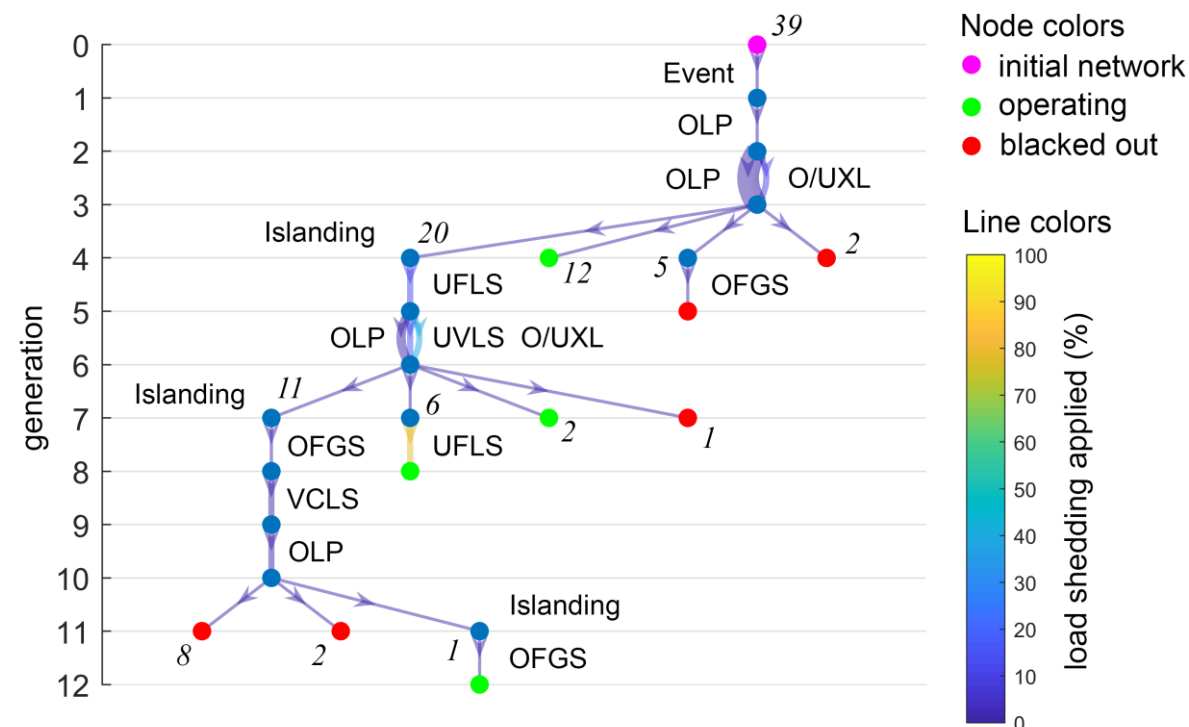 39
Node colors
0
initial network
Event
1
operating
OLP
2
blacked out
OLP
O/UXL
3
Line colors
Islanding
20
2
4
12
5
100
UFLS
OFGS
90
5
OLP
UVLS
O/UXL
80
6
Islanding
11
70
7
6
2
1
60
OFGS
UFLS
8
50
VCLS
40
9
OLP
30
10
20
Islanding
11
8
2
1
10
OFGS
12
0
generation
load shedding applied (%)